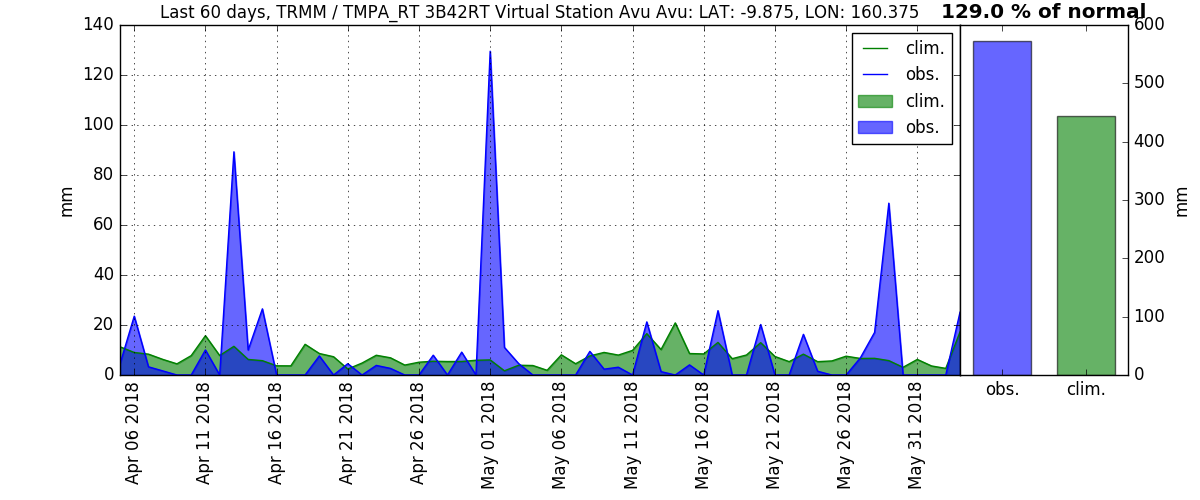 Last 60 days, TRMM / TMPA_RT 3B42RT Virtual Station Avu Avu: LAT: -9.875, LON: 160.375
129.0 % of normal
140
120
100
80
60
40
20
0
mm
clim.
obs.
clim.
obs.
600
500
400
300
200
100
0
mm
Apr 06 2018
Apr 11 2018
Apr 16 2018
Apr 21 2018
Apr 26 2018
May 01 2018
May 06 2018
May 11 2018
May 16 2018
May 21 2018
May 26 2018
May 31 2018
obs.
clim.